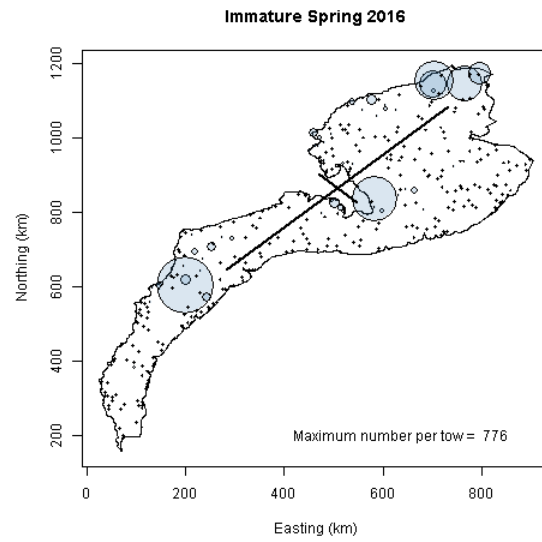 Immature Spring 2016
1200
1000
800
600
400
200
Northing (km)
Maximum number per tow = 776
0 200 400 600 800
Easting (km)